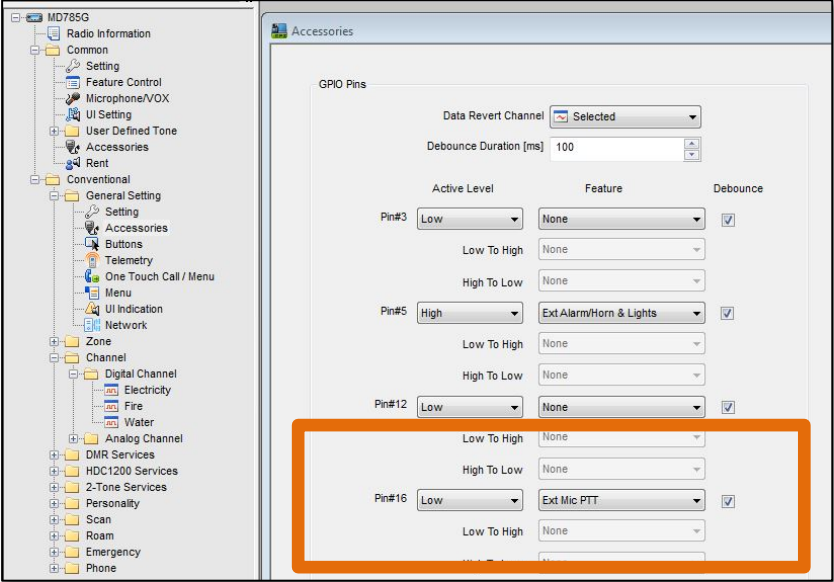 MD785G
Radio Information
Common
Setting
Feature Control
Microphone/VOX
UI Setting
User Defined Tone
Accessories
Rent
Conventional
General Setting
Setting
Accessories
Buttons
Telemetry
One Touch Call / Menu
Menu
UI Indication
Network
Zone
Channel
Digital Channel
Electricity
Fire
Water
Analog Channel
DMR Services
HDC1200 Services
2-Tone Services
Personality
Scan
Roam
Emergency
Phone
Accessories
GPIO Pins
Data Revert Channel Selected
Debounce Duration [ms] 100
Active Level Feature Debounce
Pin#3 Low None
Low To High None
High To Low None
Pin#5 High Ext Alarm/Horn & Lights
Low To High None
High To Low None
Pin#12 Low None
Low To High None
High To Low None
Pin#16 Low Ext Mic PTT
Low To High None